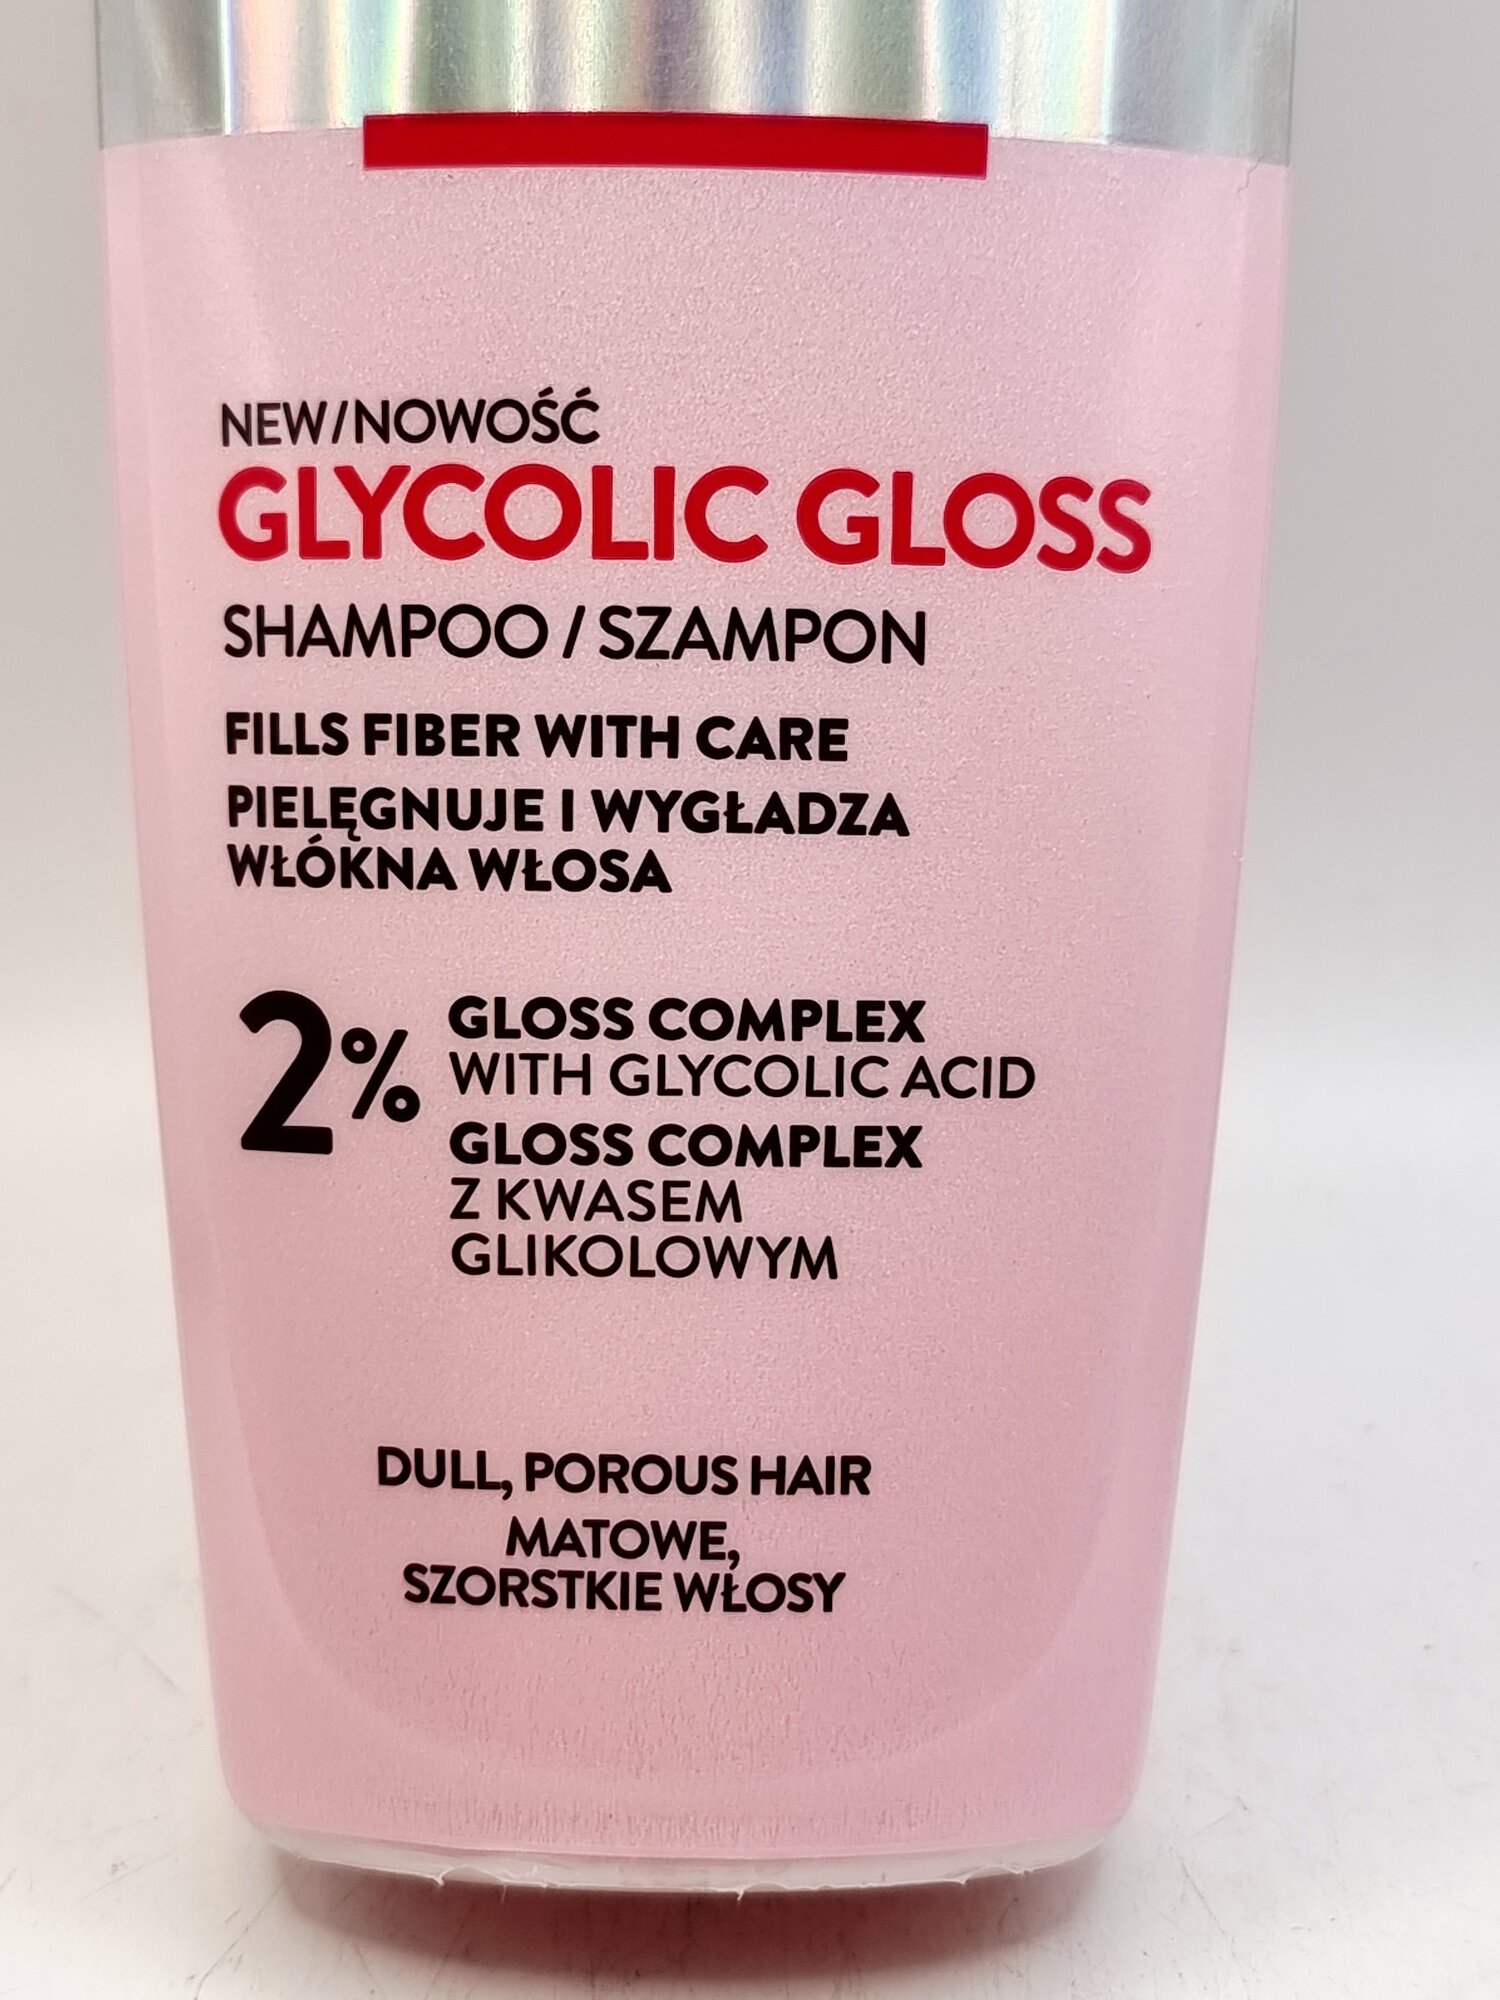 NEW/NOWOŚĆ
GLYCOLIC GLOSS
SHAMPOO / SZAMPON
FILLS FIBER WITH CARE
PIELĘGNUJE I WYGŁADZA
WŁÓKNA WŁOSA
2%
GLOSS COMPLEX
WITH GLYCOLIC ACID
GLOSS COMPLEX
Z KWASEM
GLIKOLOWYM
DULL, POROUS HAIR
MATOWE,
SZORSTKIE WŁOSY